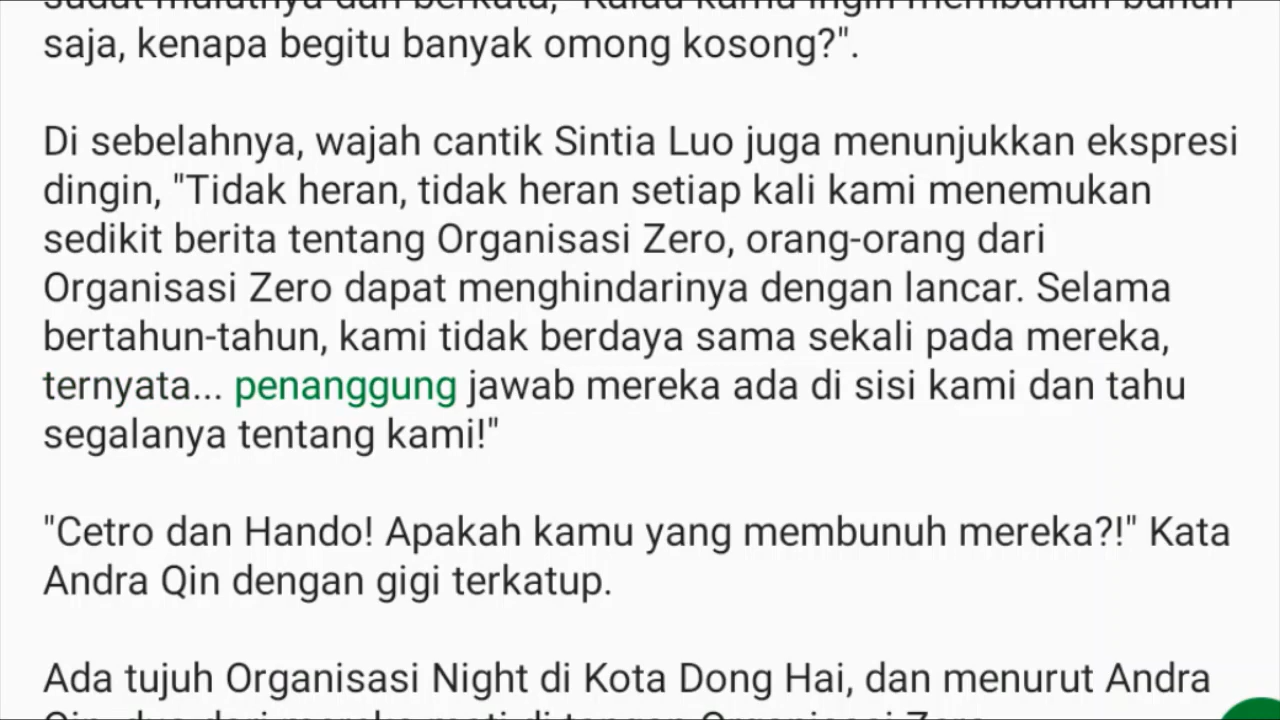 saja, kenapa begitu banyak omong kosong?".
Di sebelahnya, wajah cantik Sintia Luo juga menunjukkan ekspresi
dingin, "Tidak heran, tidak heran setiap kali kami menemukan
sedikit berita tentang Organisasi Zero, orang-orang dari
Organisasi Zero dapat menghindarinya dengan lancar. Selama
bertahun-tahun, kami tidak berdaya sama sekali pada mereka,
ternyata... penanggung jawab mereka ada di sisi kami dan tahu
segalanya tentang kami!"
"Cetro dan Hando! Apakah kamu yang membunuh mereka?!" Kata
Andra Qin dengan gigi terkatup.
Ada tujuh Organisasi Night di Kota Dong Hai, dan menurut Andra